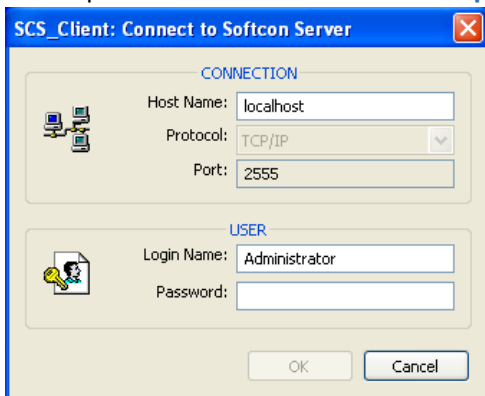 SCS_Client: Connect to Softcon Server
CONNECTION
Host Name: localhost
Protocol: TCP/IP
Port: 2555
USER
Login Name: Administrator
Password:
OK Cancel